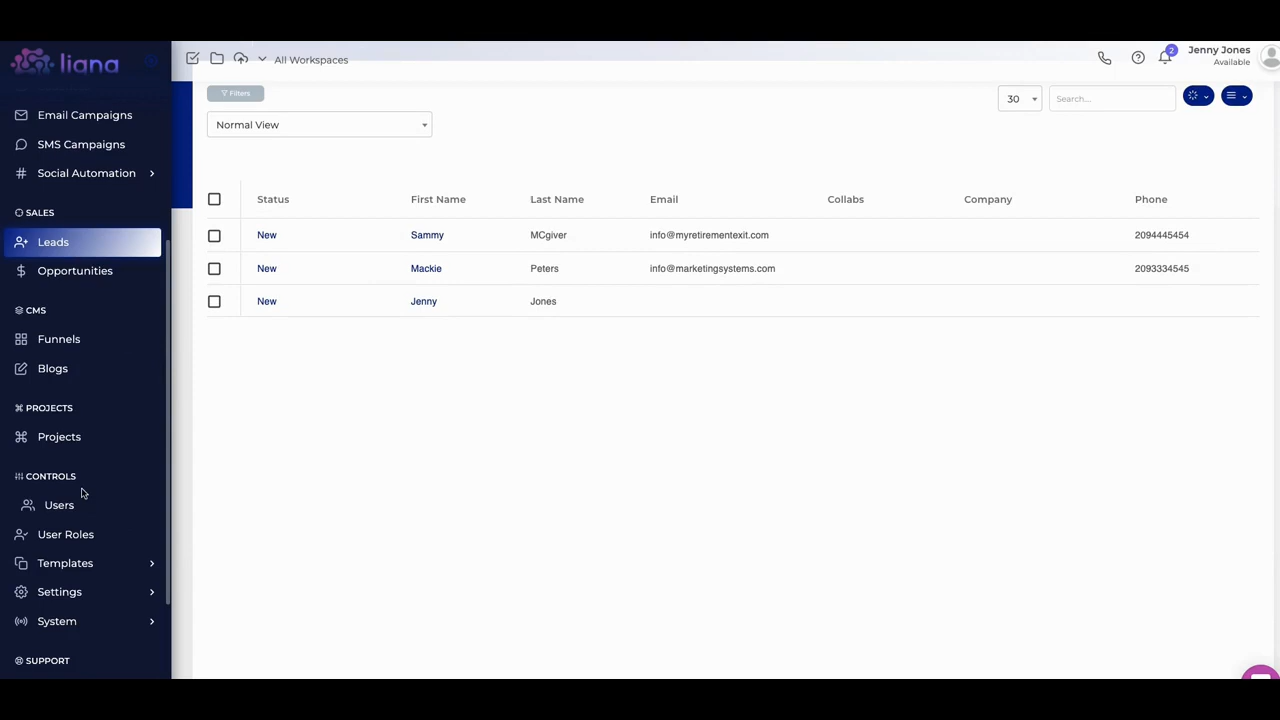 liana
All Workspaces
2
Jenny Jones
Available
Email Campaigns
SMS Campaigns
Social Automation
SALES
Leads
Opportunities
CMS
Funnels
Blogs
PROJECTS
Projects
CONTROLS
Users
User Roles
Templates
Settings
System
SUPPORT
Filters
30
Search...
Normal View
Status First Name Last Name Email Collabs Company Phone
New Sammy MCgiver info@myretirementexit.com 2094445454
New Mackie Peters info@marketingsystems.com 2093334545
New Jenny Jones